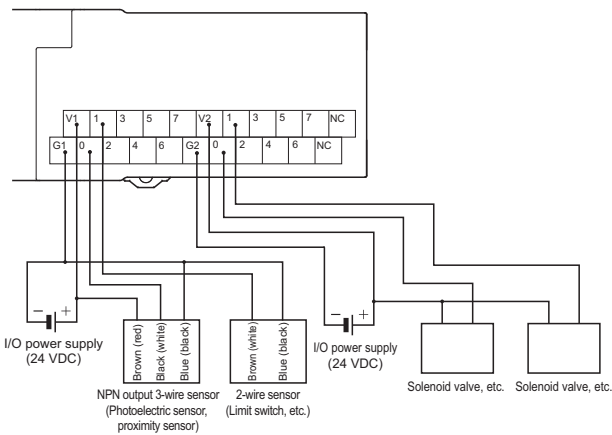 V1 1 3 5 7 V2 1 3 5 7 NC
G1 0 2 4 6 G2 0 2 4 6 NC
− +
I/O power supply
(24 VDC)
Brown (red)
Black (white)
Blue (black)
NPN output 3-wire sensor
(Photoelectric sensor,
proximity sensor)
Brown (white)
Blue (black)
2-wire sensor
(Limit switch, etc.)
− +
I/O power supply
(24 VDC)
Solenoid valve, etc.
Solenoid valve, etc.